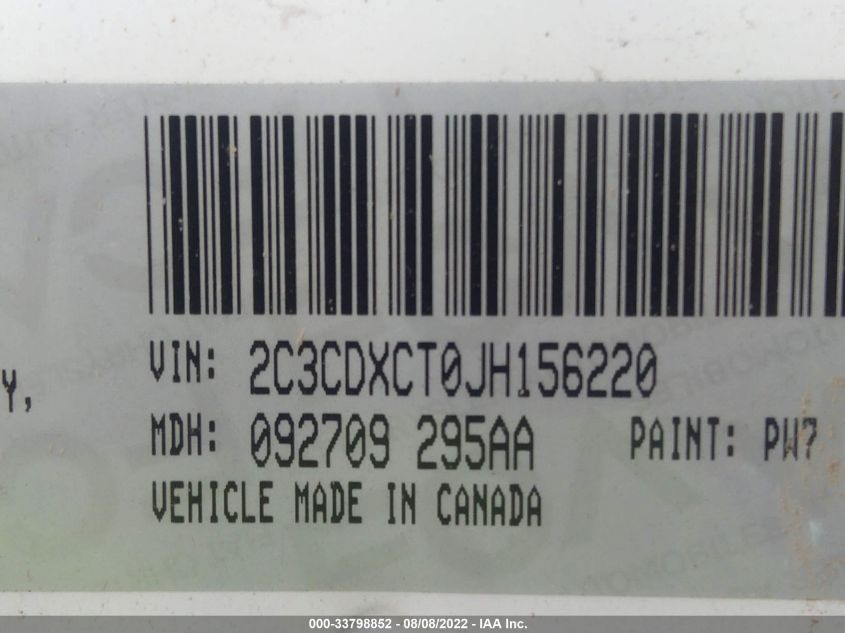 VIN: 2C3CDXCT0JH156220
Y,
MDH: 092709 295AA PAINT: PW7
VEHICLE MADE IN CANADA
000-33798852 - 08/08/2022 - IAA Inc.